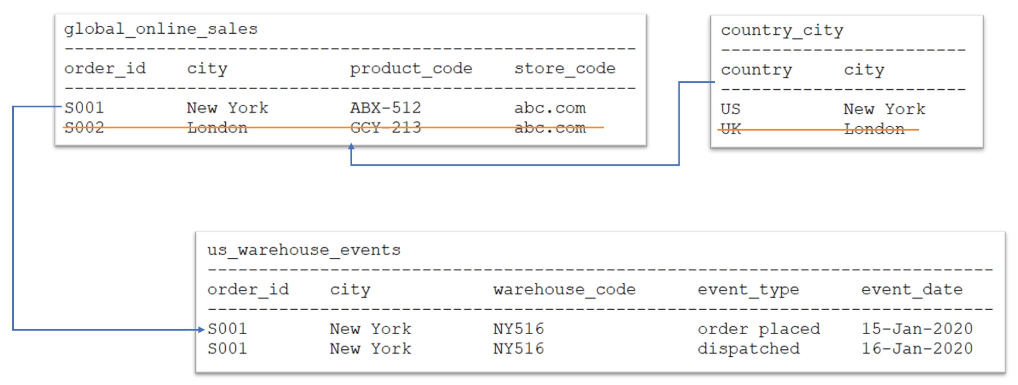 global_online_sales
---------------------------------------------------------
order_id city product_code store_code
---------------------------------------------------------
S001 New York ABX-512 abc.com
S002 London GCY-213 abc.com
country_city
------------------------
country city
------------------------
US New York
UK London
us_warehouse_events
-----------------------------------------------------------------------------
order_id city warehouse_code event_type event_date
-----------------------------------------------------------------------------
S001 New York NY516 order placed 15-Jan-2020
S001 New York NY516 dispatched 16-Jan-2020